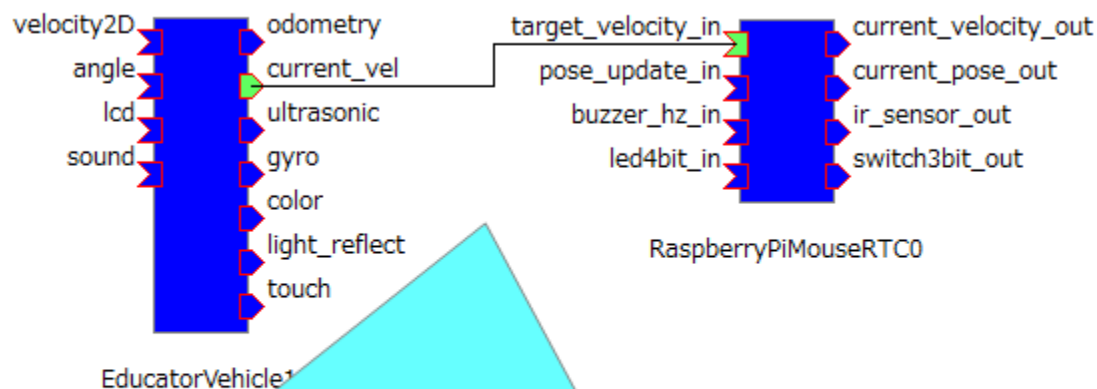 velocity2D
angle
lcd
sound
odometry
current_vel
ultrasonic
gyro
color
light_reflect
touch
EducatorVehicle1
target_velocity_in
pose_update_in
buzzer_hz_in
led4bit_in
current_velocity_out
current_pose_out
ir_sensor_out
switch3bit_out
RaspberryPiMouseRTC0